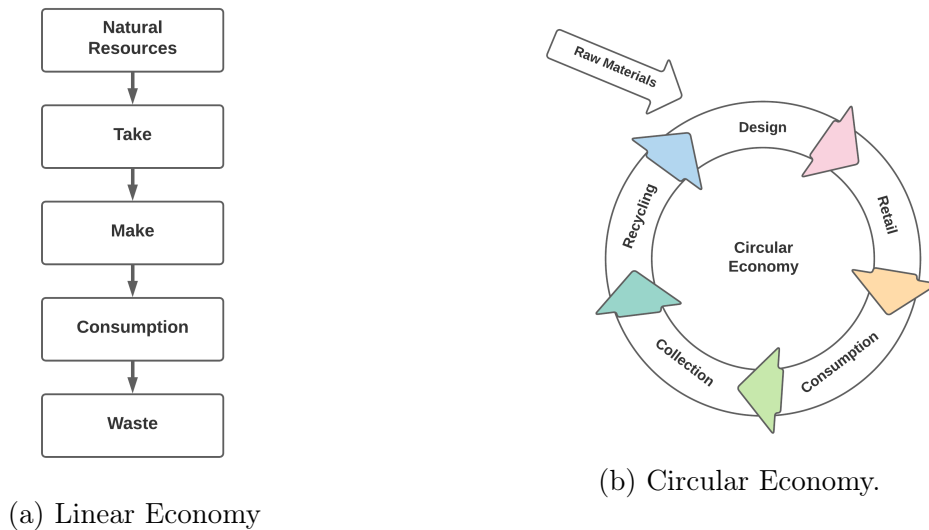 Natural
Resources
Take
Make
Consumption
Waste
(a) Linear Economy
Raw Materials
Design
Retail
Consumption
Collection
Recycling
Circular
Economy
(b) Circular Economy.